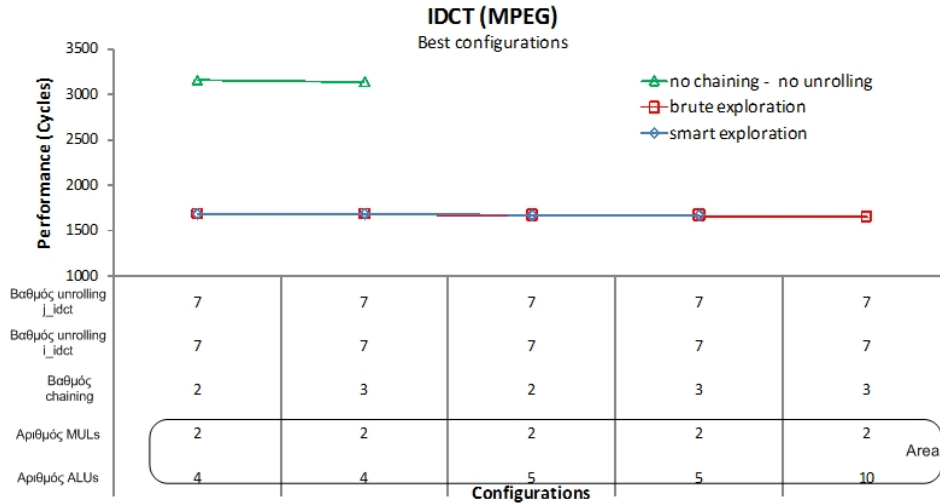 IDCT (MPEG)
Best configurations
Performance (Cycles)
3500
3000
2500
2000
1500
1000
no chaining - no unrolling
brute exploration
smart exploration
Βαθμός unrolling
j_idct
7 7 7 7 7
Βαθμός unrolling
i_idct
7 7 7 7 7
Βαθμός
chaining
2 3 2 3 3
Αριθμός MULs
2 2 2 2 2
Area
Αριθμός ALUs
4 4 5 5 10
Configurations